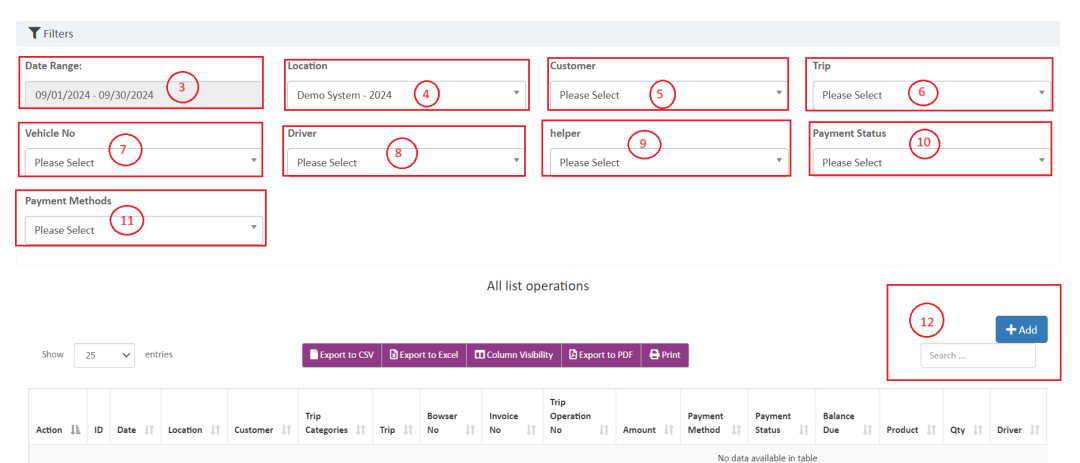 Filters
Date Range: Location Customer Trip
09/01/2024 - 09/30/2024 3 Demo System - 2024 4 Please Select 5 Please Select 6
Vehicle No Driver helper Payment Status
Please Select 7 Please Select 8 Please Select 9 Please Select 10
Payment Methods
Please Select 11
All list operations
12
+ Add
Show 25 entries Export to CSV Export to Excel Column Visibility Export to PDF Print Search ...
Action ID Date Location Customer Trip Categories Trip Bowser No Invoice No Trip Operation No Amount Payment Method Payment Status Balance Due Product Qty Driver
No data available in table